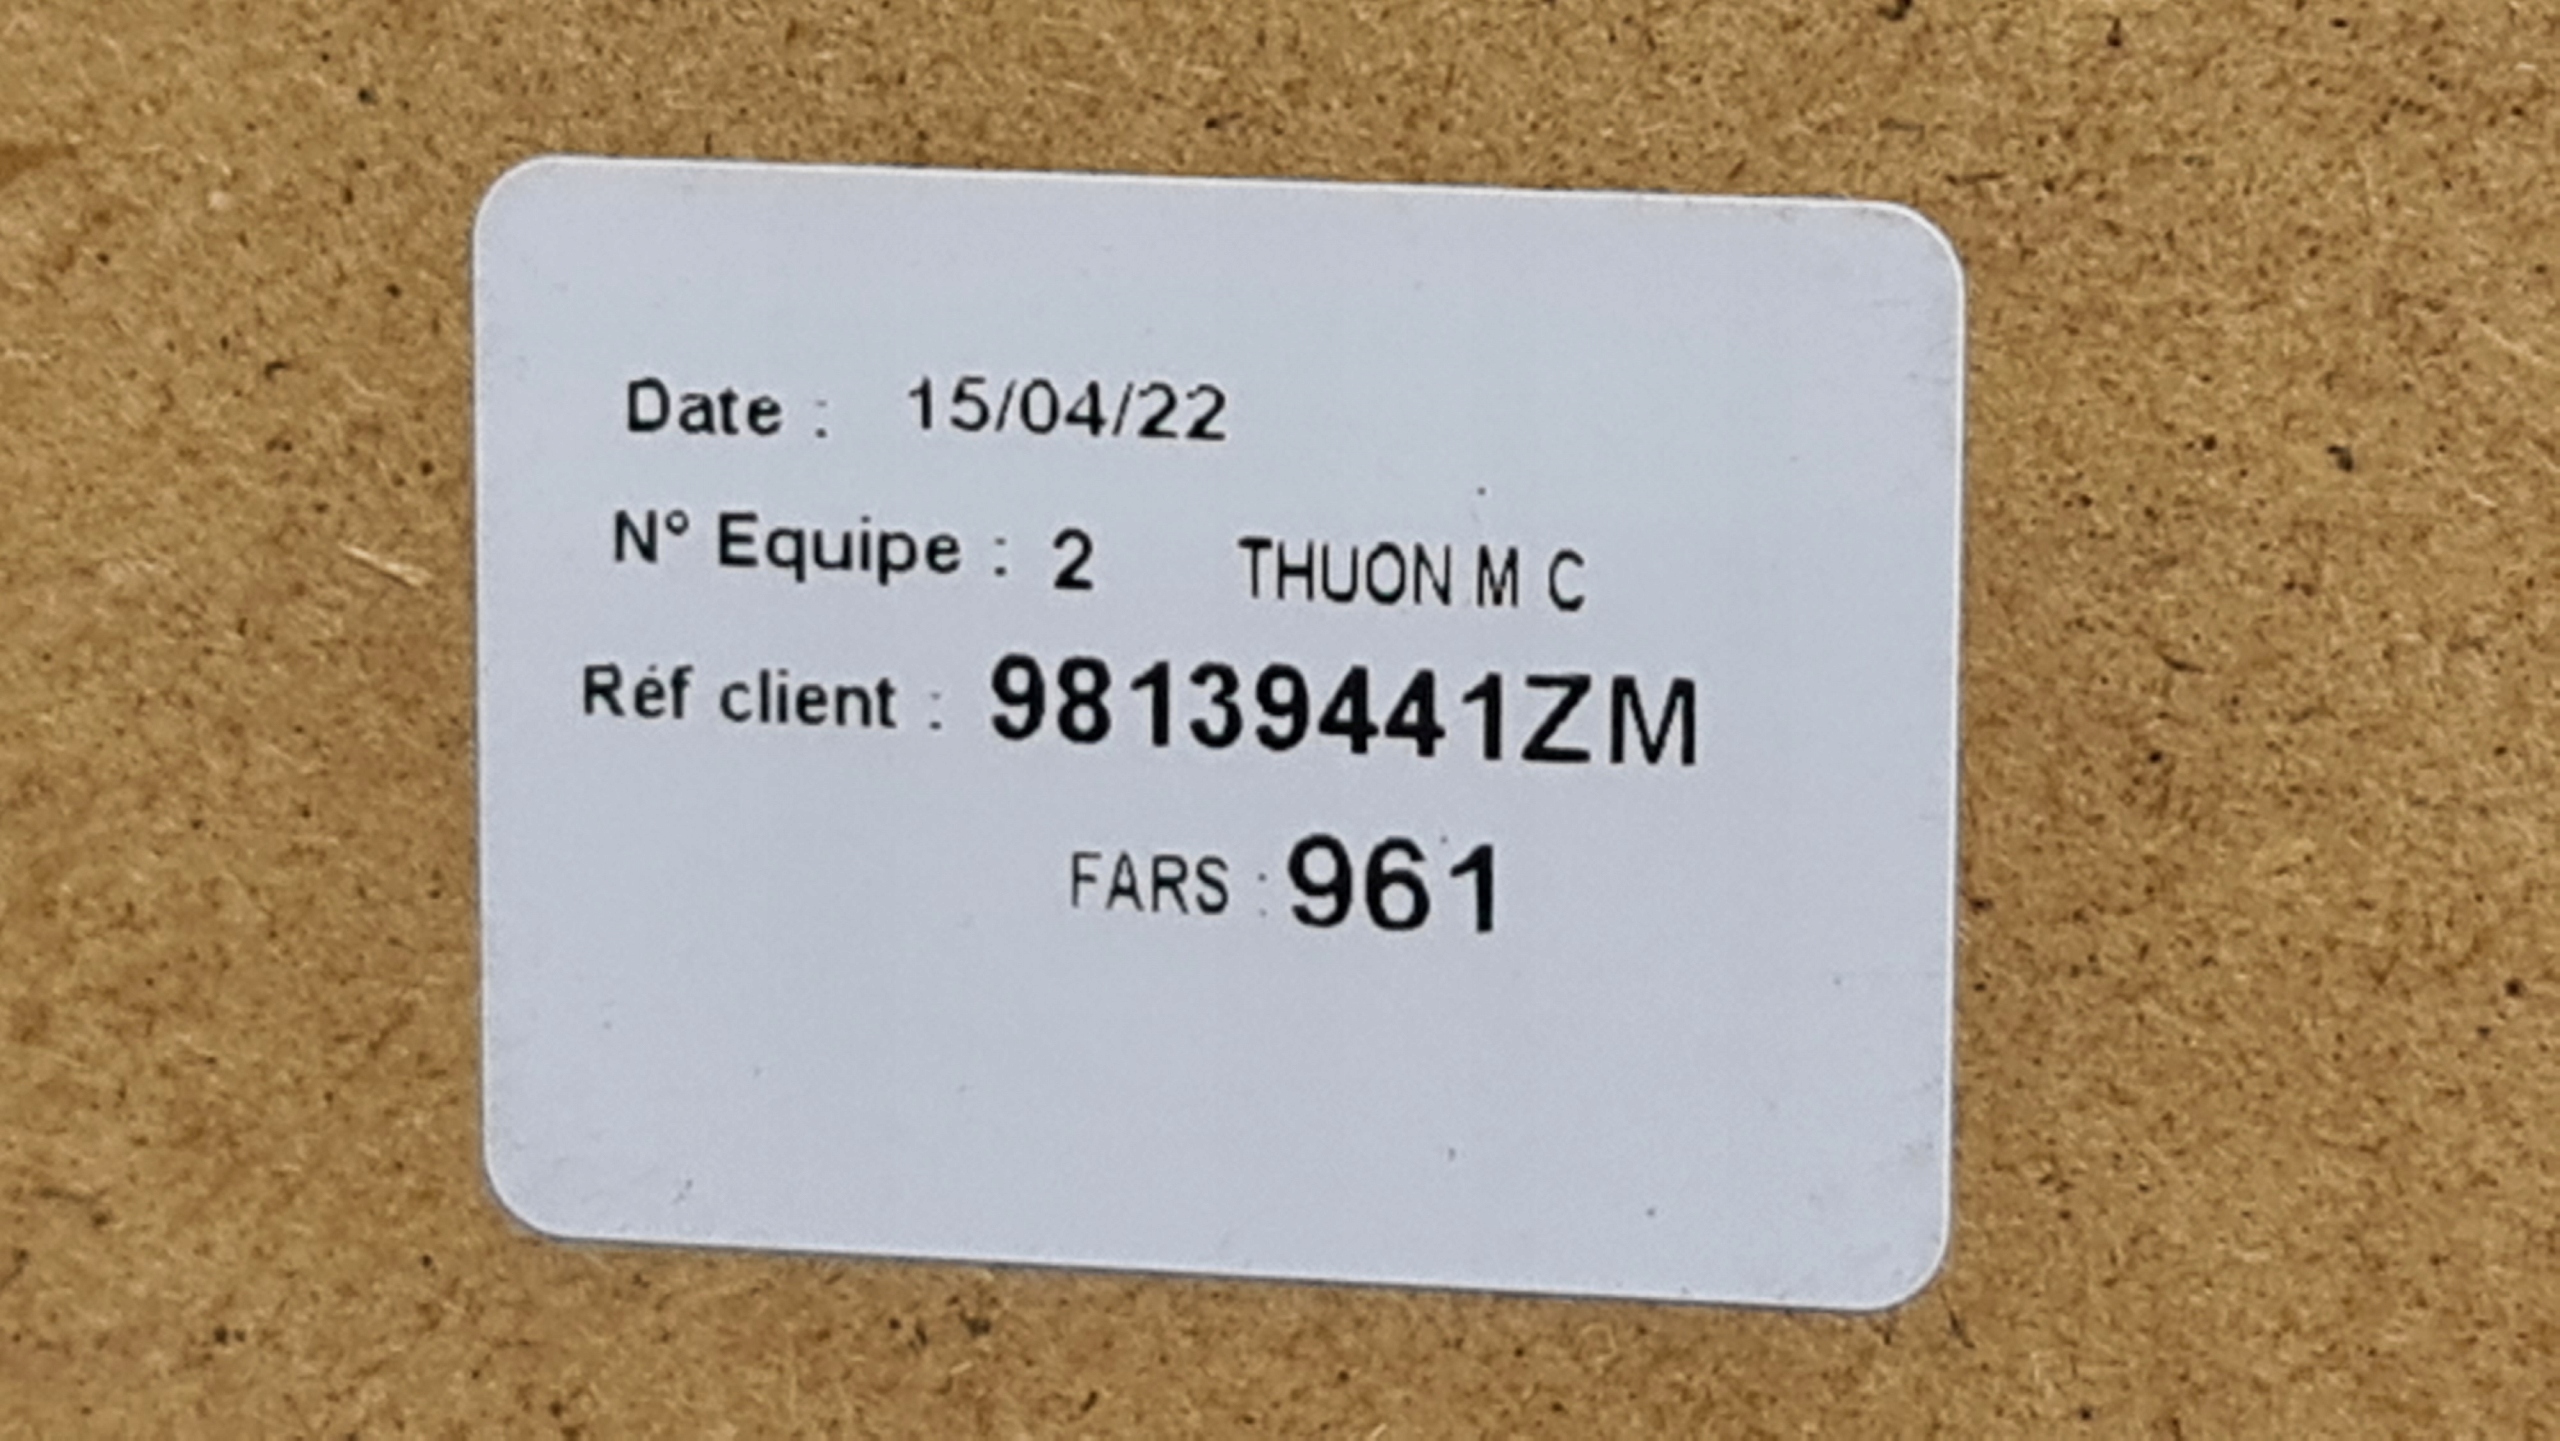 Date : 15/04/22
N° Equipe : 2 THUON M C
Réf client : 98139441ZM
FARS : 961